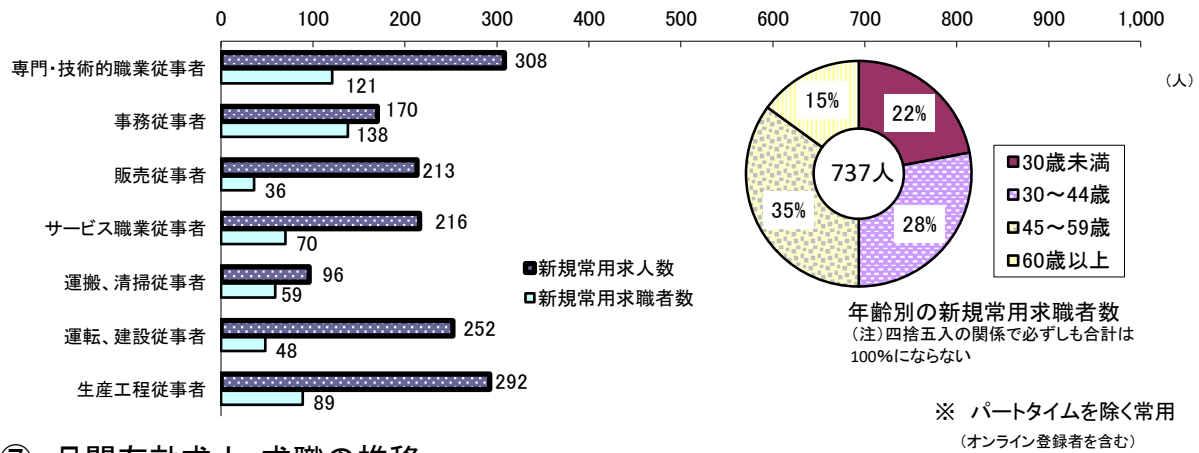 0 100 200 300 400 500 600 700 800 900 1,000
(人)
専門・技術的職業従事者
308
121
事務従事者
170
138
販売従事者
213
36
サービス職業従事者
216
70
運搬、清掃従事者
96
59
運転、建設従事者
252
48
生産工程従事者
292
89
新規常用求人数
新規常用求職者数
15%
22%
737人
35%
28%
30歳未満
30～44歳
45～59歳
60歳以上
年齢別の新規常用求職者数
（注）四捨五入の関係で必ずしも合計は
100%にならない
※ パートタイムを除く常用
（オンライン登録者を含む）